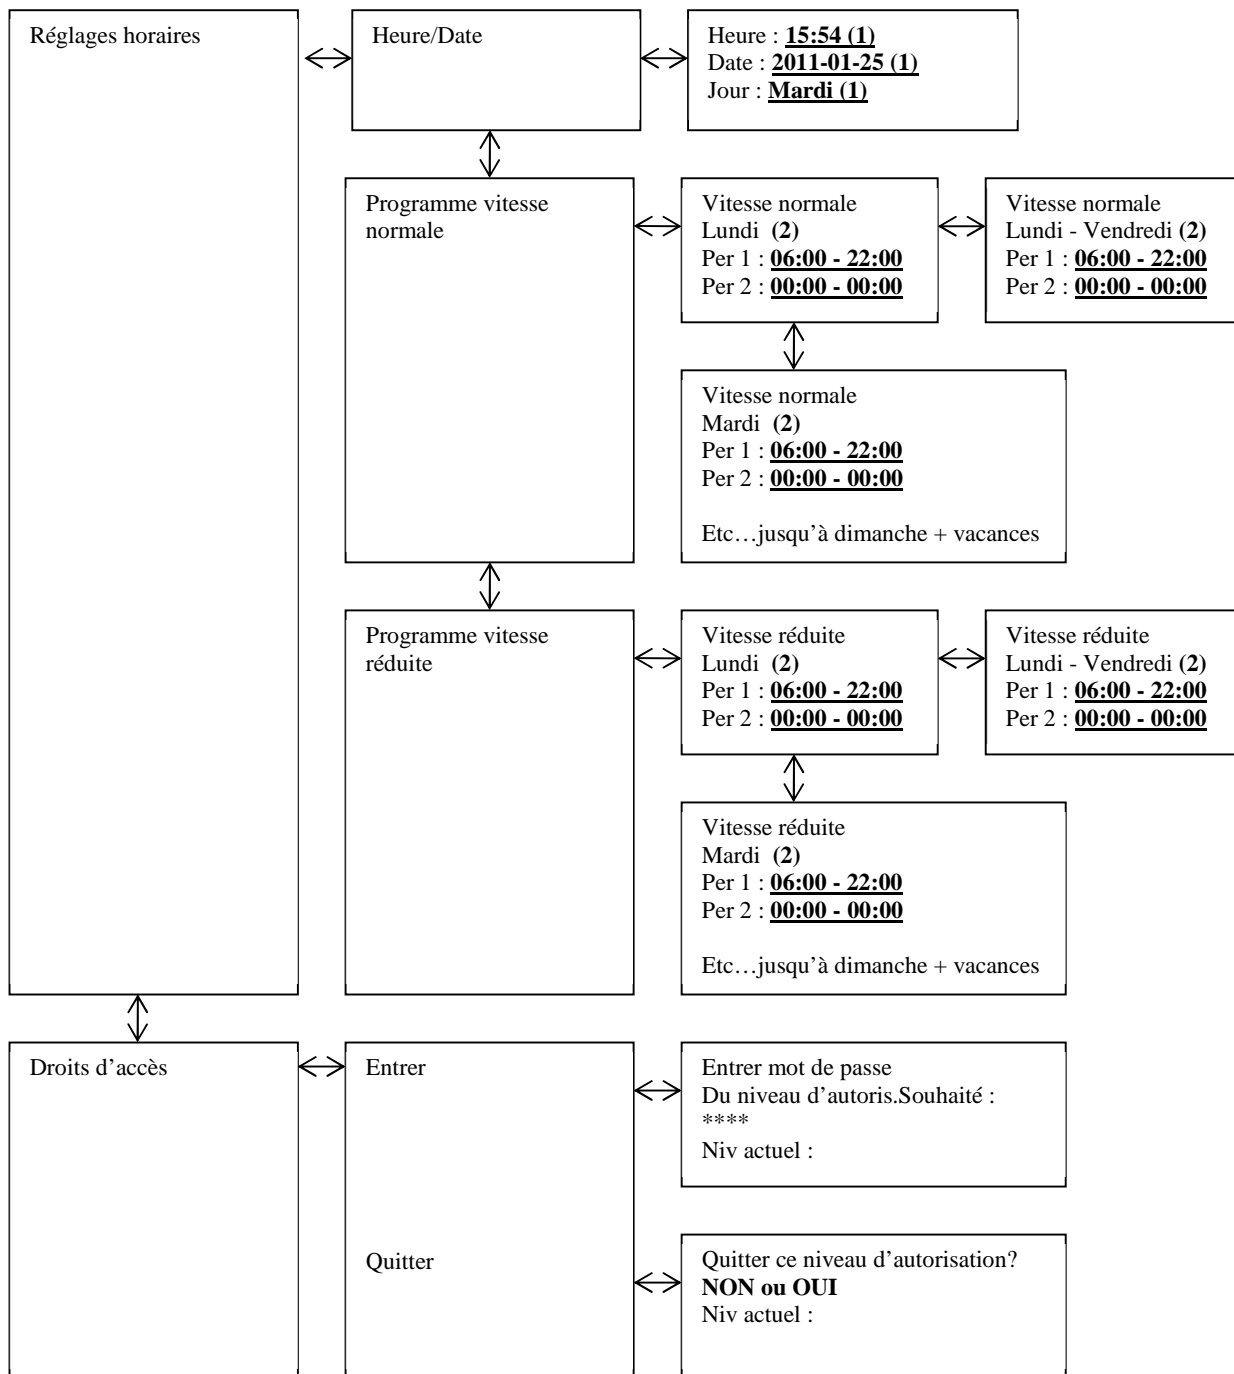 Réglages horaires
Heure/Date
Heure : 15:54 (1)
Date : 2011-01-25 (1)
Jour : Mardi (1)
Programme vitesse
normale
Vitesse normale
Lundi  (2)
Per 1 : 06:00 - 22:00
Per 2 : 00:00 - 00:00
Vitesse normale
Lundi - Vendredi (2)
Per 1 : 06:00 - 22:00
Per 2 : 00:00 - 00:00
Vitesse normale
Mardi  (2)
Per 1 : 06:00 - 22:00
Per 2 : 00:00 - 00:00
Etc…jusqu’à dimanche + vacances
Programme vitesse
réduite
Vitesse réduite
Lundi  (2)
Per 1 : 06:00 - 22:00
Per 2 : 00:00 - 00:00
Vitesse réduite
Lundi - Vendredi (2)
Per 1 : 06:00 - 22:00
Per 2 : 00:00 - 00:00
Vitesse réduite
Mardi  (2)
Per 1 : 06:00 - 22:00
Per 2 : 00:00 - 00:00
Etc…jusqu’à dimanche + vacances
Droits d’accès
Entrer
Entrer mot de passe
Du niveau d’autoris.Souhaité :
****
Niv actuel :
Quitter
Quitter ce niveau d’autorisation?
NON ou OUI
Niv actuel :